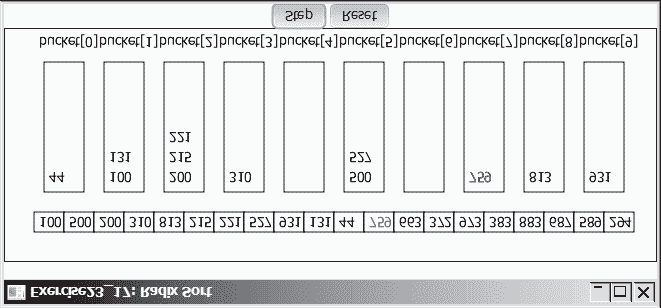 Exercise23_17: Radix Sort
100 500 200 310 813 215 221 527 931 131 44 759 663 372 973 383 883 687 589 294
44 100 200 310 500 759 813 931
131 215 527
221
bucket[0] bucket[1] bucket[2] bucket[3] bucket[4] bucket[5] bucket[6] bucket[7] bucket[8] bucket[9]
Step Reset